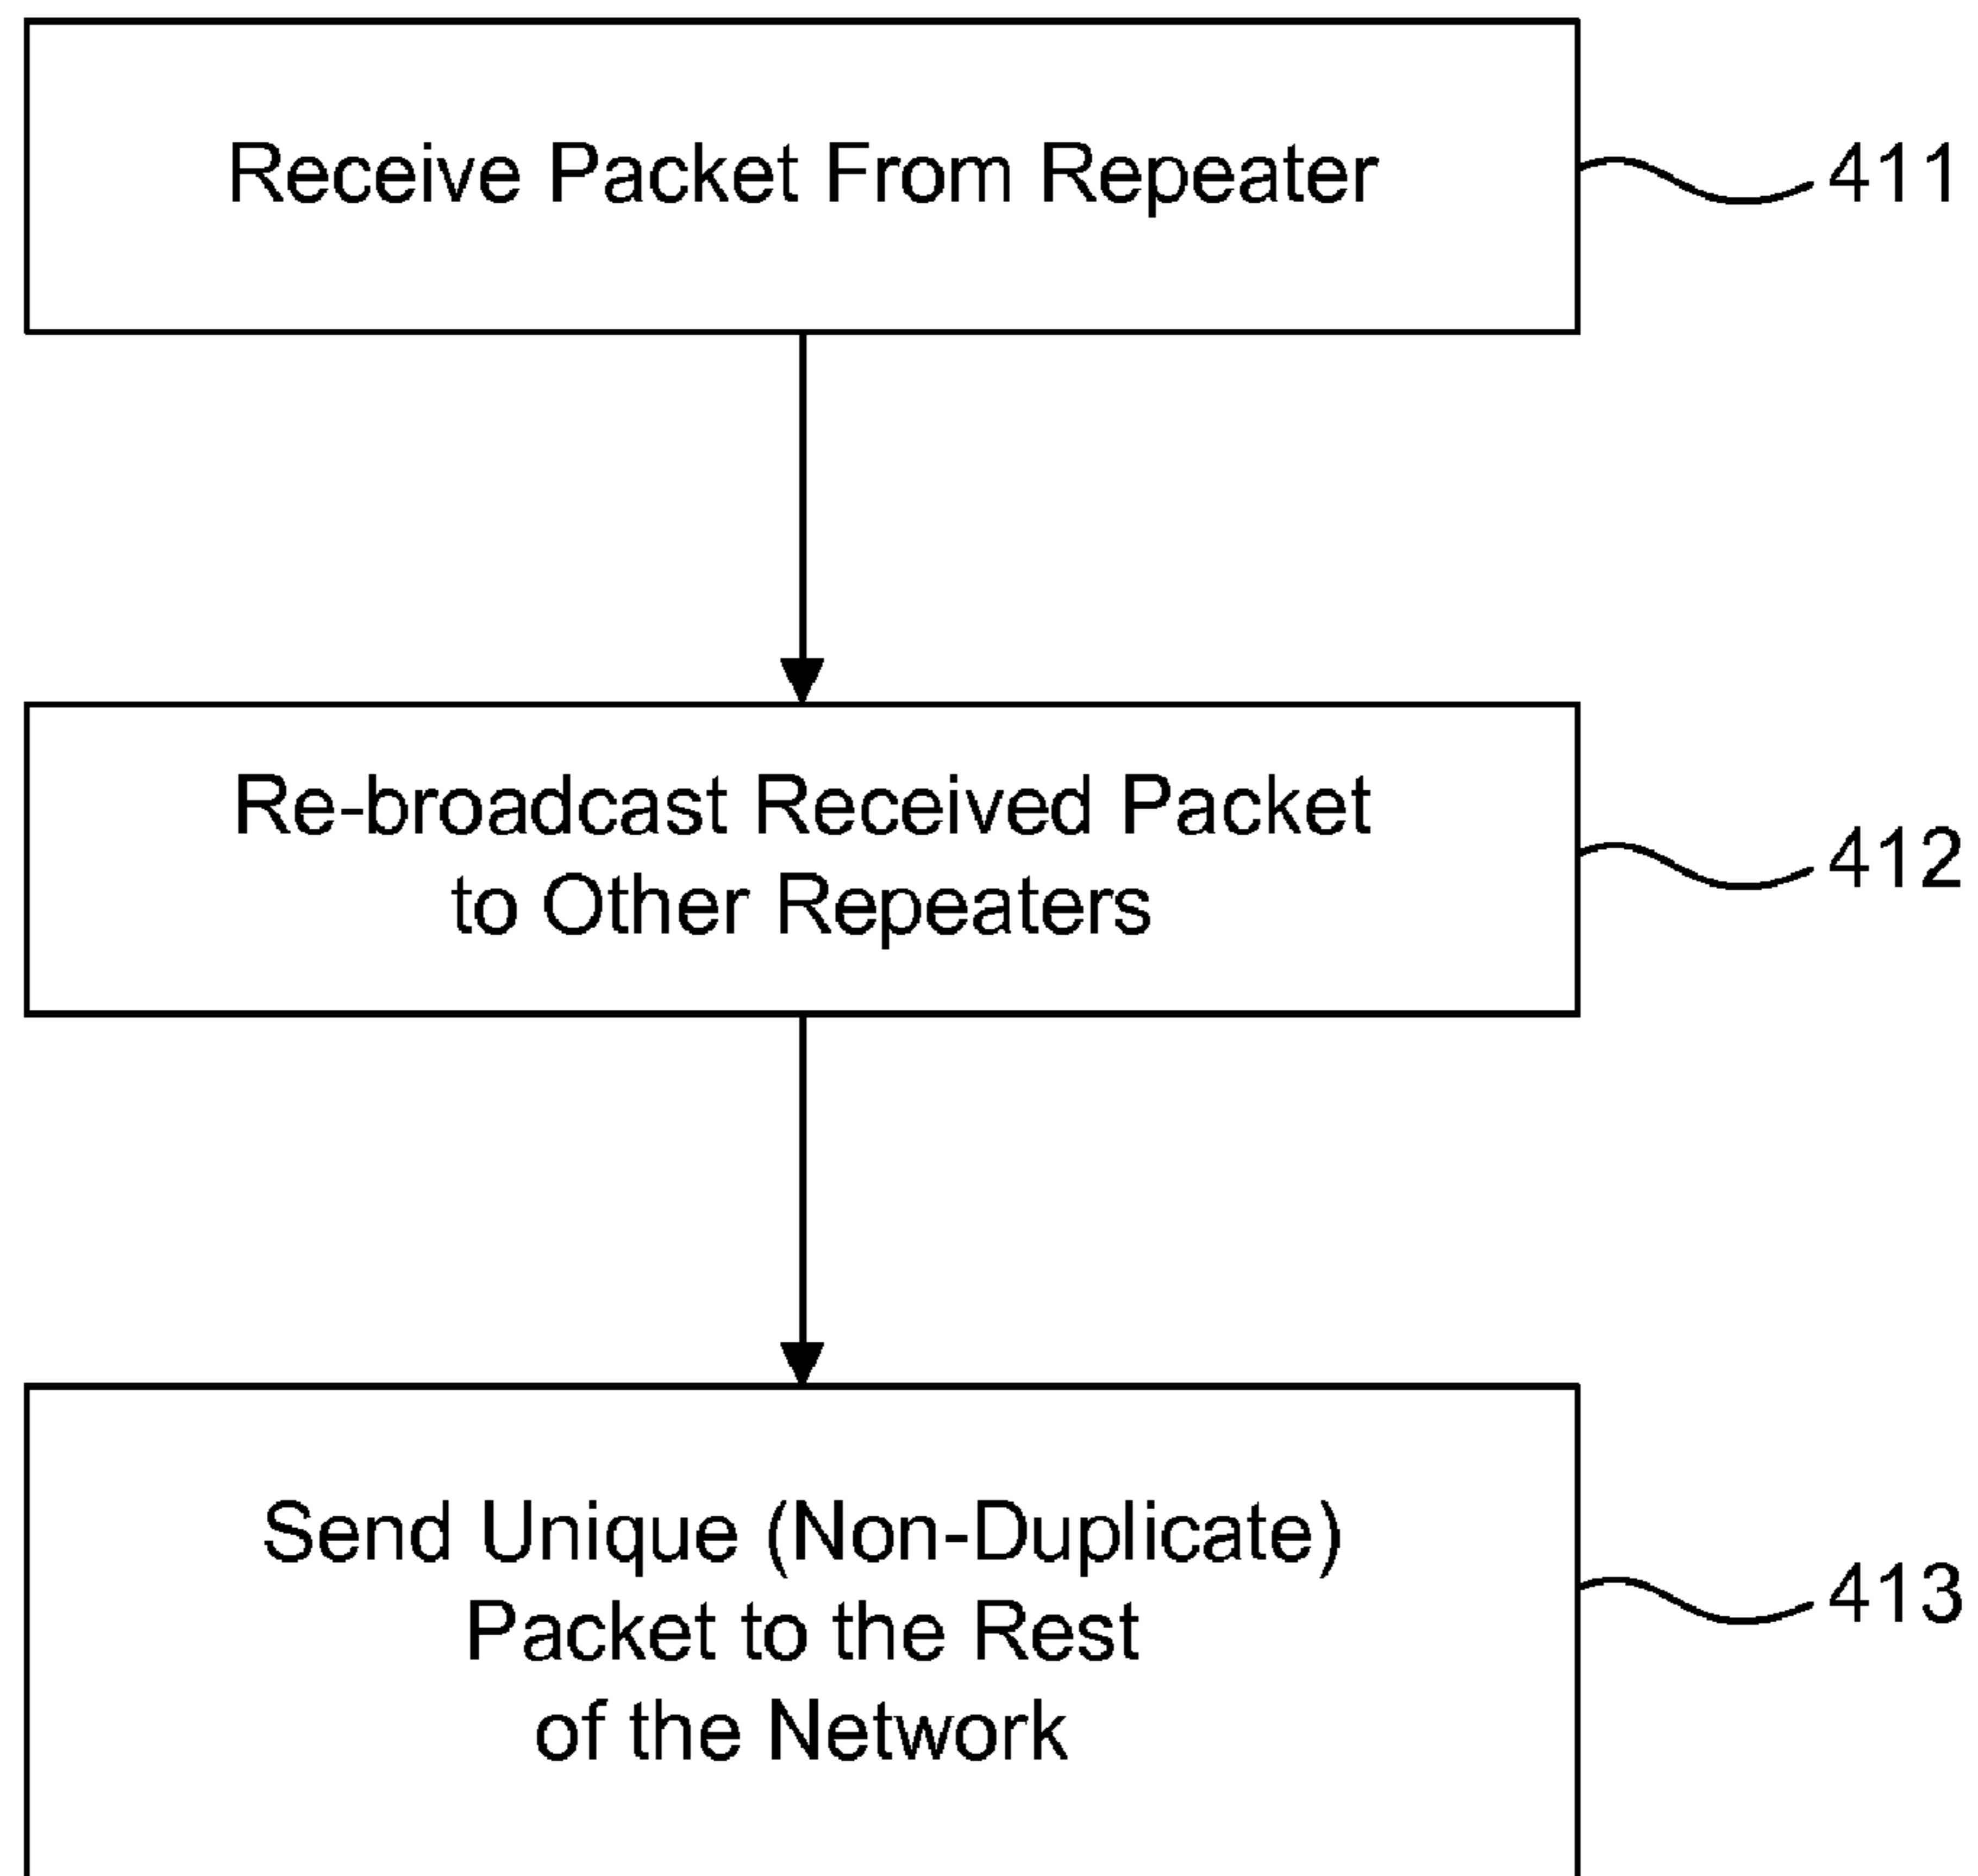 Receive Packet From Repeater
411
Re-broadcast Received Packet
to Other Repeaters
412
Send Unique (Non-Duplicate)
Packet to the Rest
of the Network
413